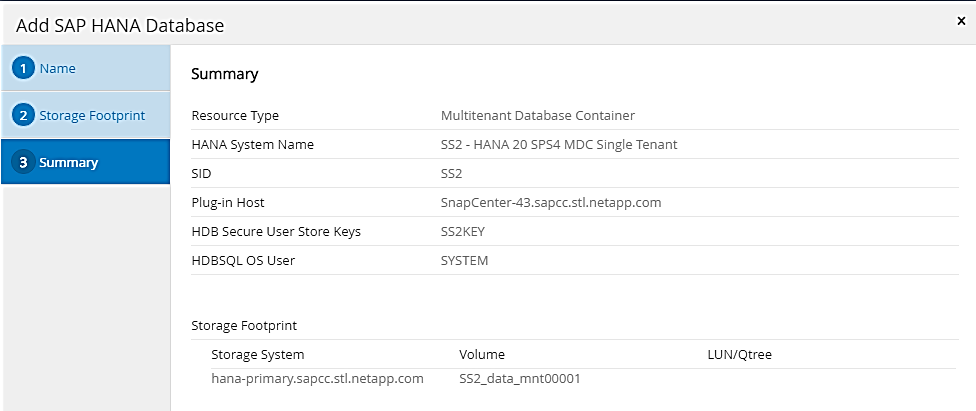 Add SAP HANA Database ×
1 Name
2 Storage Footprint
3 Summary
Summary
Resource Type Multitenant Database Container
HANA System Name SS2 - HANA 20 SPS4 MDC Single Tenant
SID SS2
Plug-in Host SnapCenter-43.sapcc.stl.netapp.com
HDB Secure User Store Keys SS2KEY
HDBSQL OS User SYSTEM
Storage Footprint
Storage System Volume LUN/Qtree
hana-primary.sapcc.stl.netapp.com SS2_data_mnt00001